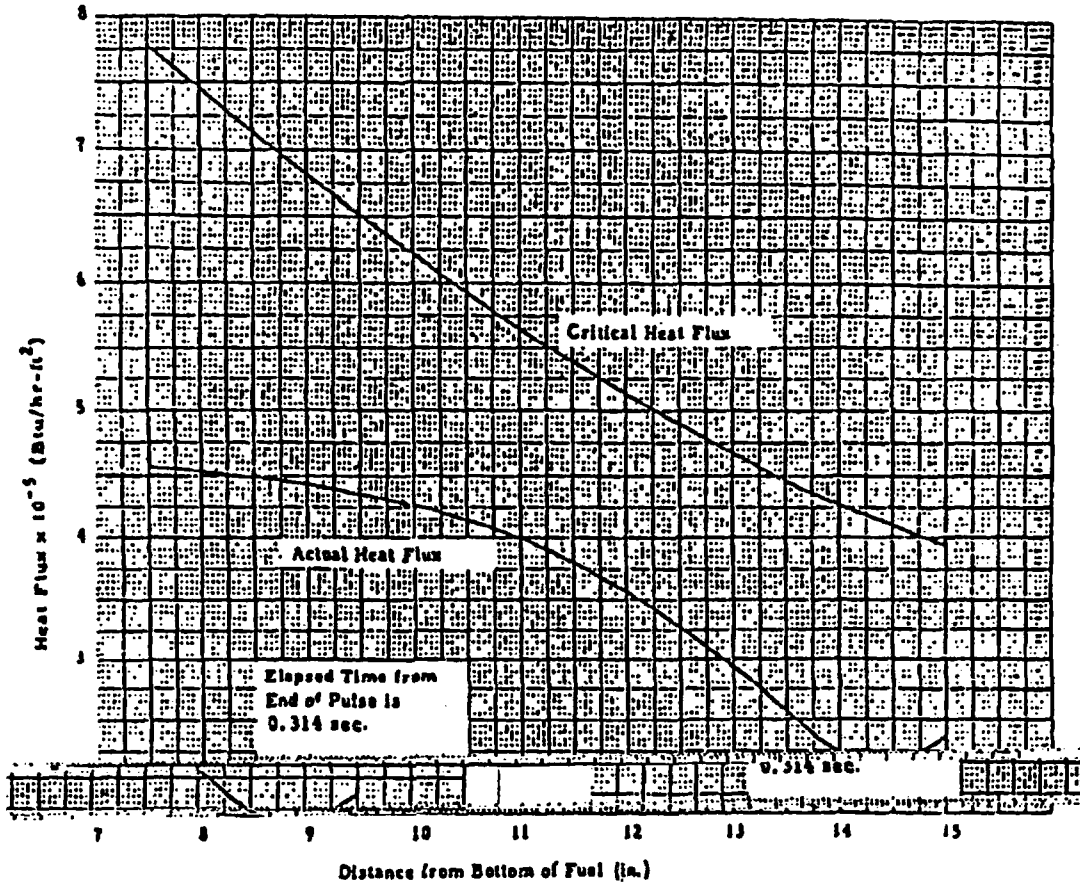 8
7
6
5
4
3
Heat Flux x 10⁻⁵ (Btu/hr-ft²
Critical Heat Flux
Actual Heat Flux
Elapsed Time from
End of Pulse is
0.314 sec.
0.314 sec.
7 8 9 10 11 12 13 14 15
Distance from Bottom of Fuel (in.)